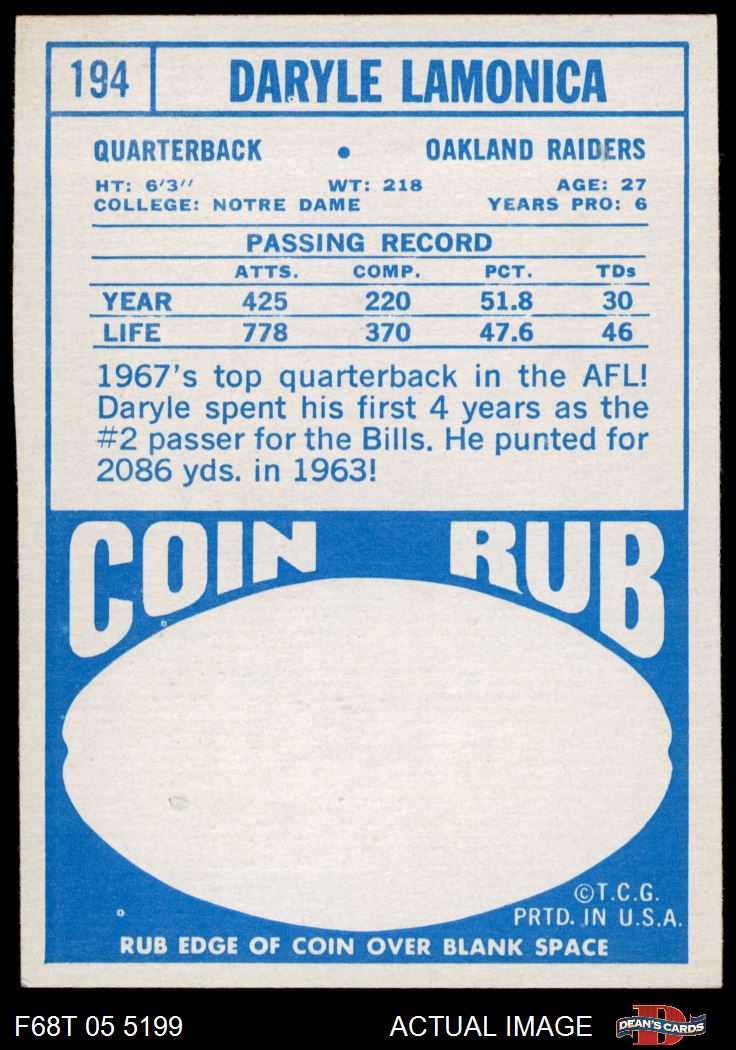 194 DARYLE LAMONICA
QUARTERBACK • OAKLAND RAIDERS
HT: 6'3" WT: 218 AGE: 27
COLLEGE: NOTRE DAME YEARS PRO: 6
PASSING RECORD
ATTS. COMP. PCT. TDs
YEAR 425 220 51.8 30
LIFE 778 370 47.6 46
1967's top quarterback in the AFL!
Daryle spent his first 4 years as the
#2 passer for the Bills. He punted for
2086 yds. in 1963!
COIN RUB
©T.C.G.
PRTD. IN U.S.A.
RUB EDGE OF COIN OVER BLANK SPACE
F68T 05 5199 ACTUAL IMAGE D DEAN'S CARDS